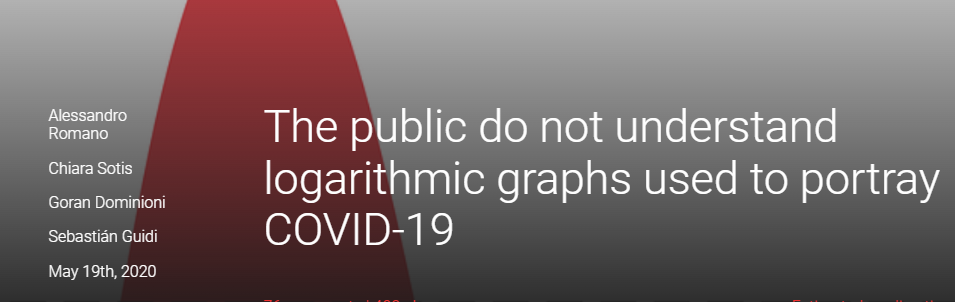 Alessandro
Romano
Chiara Sotis
Goran Dominioni
Sebastián Guidi
May 19th, 2020
The public do not understand
logarithmic graphs used to portray
COVID-19